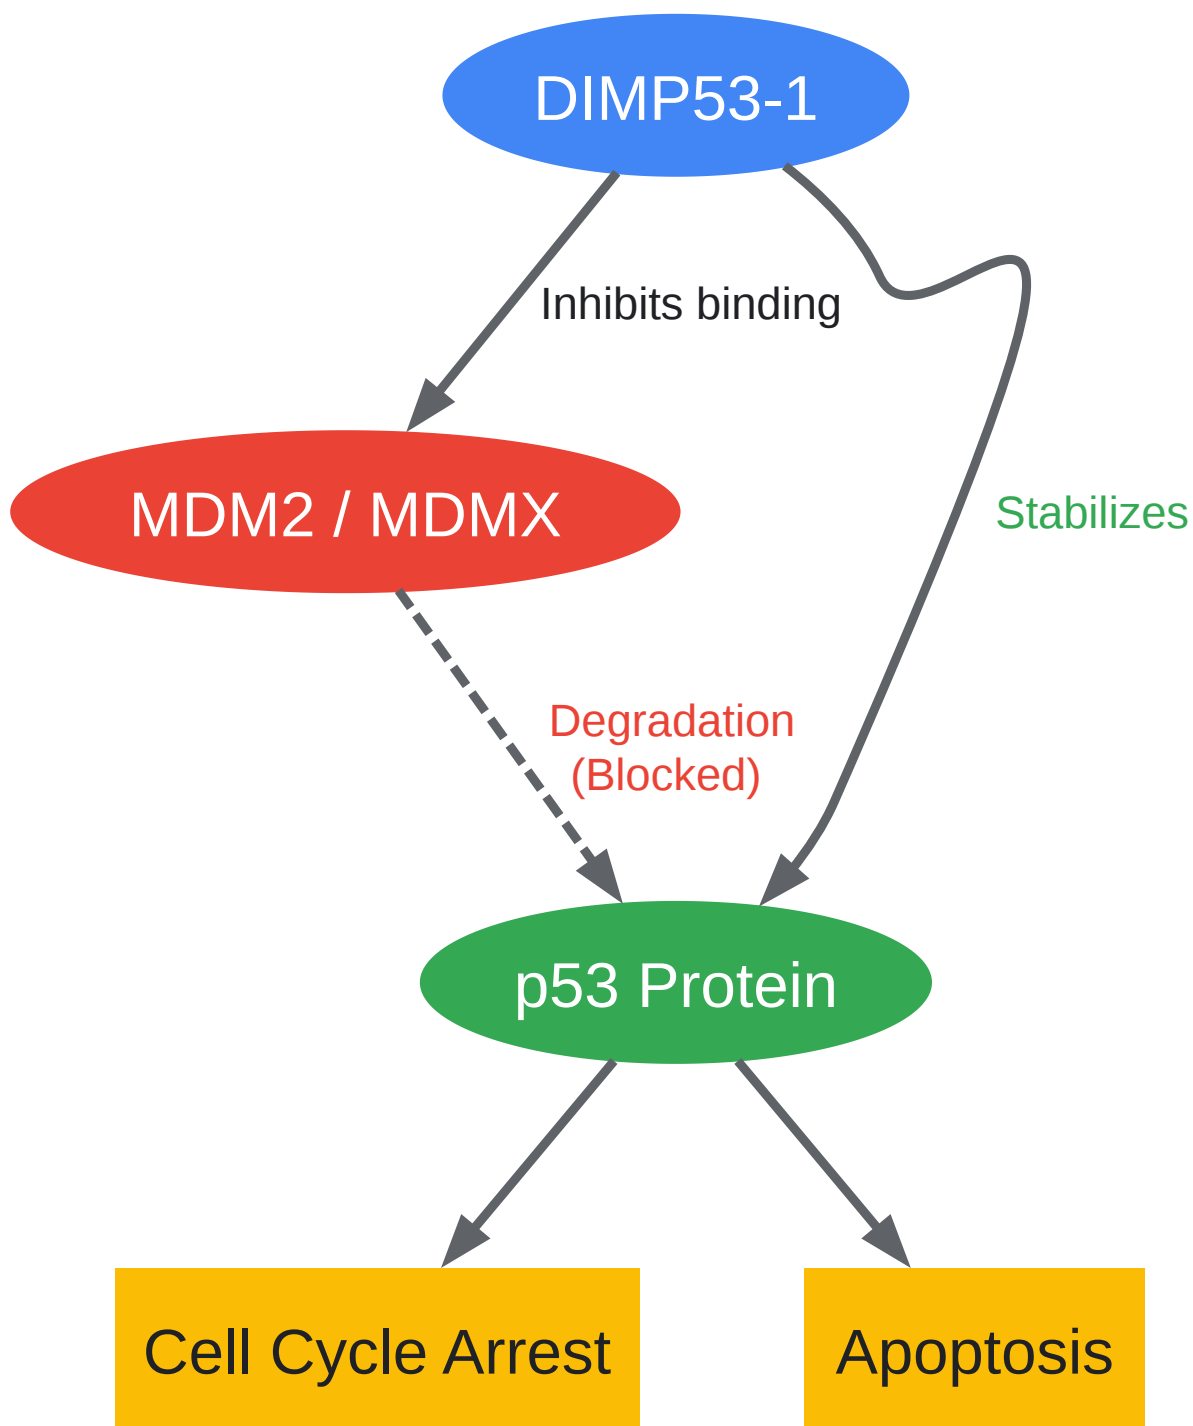 DIMP53-1
Inhibits binding
MDM2 / MDMX
Stabilizes
Degradation
(Blocked)
p53 Protein
Cell Cycle Arrest
Apoptosis